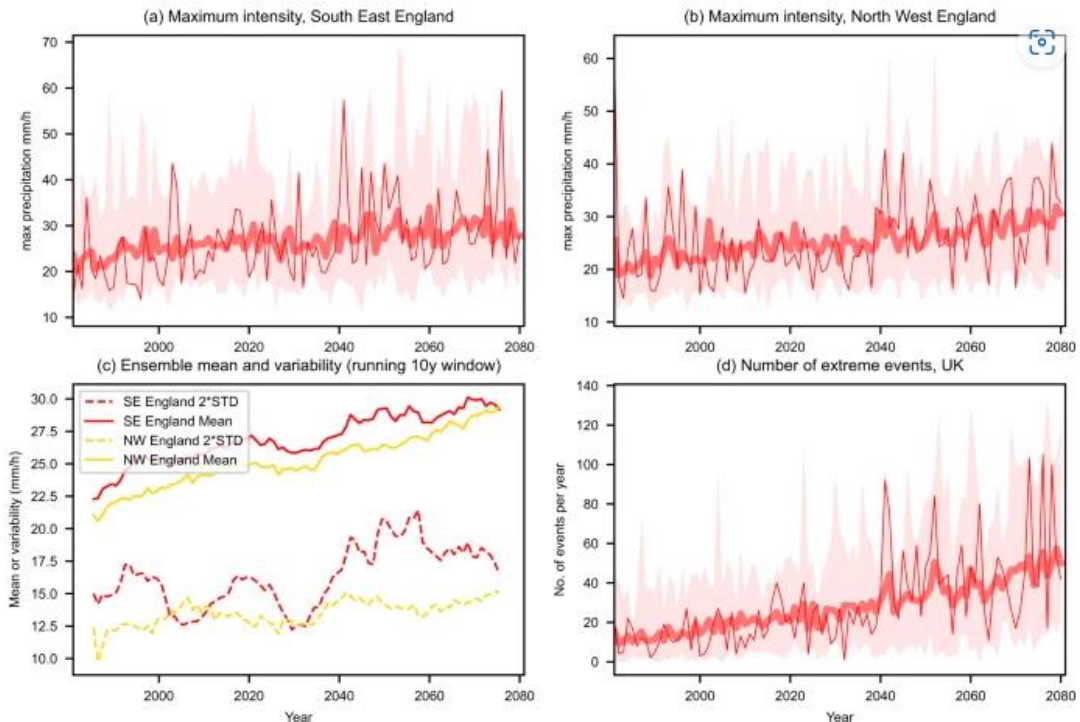 (a) Maximum intensity, South East England
max precipitation mm/h
70
60
50
40
30
20
10
2000 2020 2040 2060 2080
(b) Maximum intensity, North West England
max precipitation mm/h
60
50
40
30
20
10
2000 2020 2040 2060 2080
(c) Ensemble mean and variability (running 10y window)
Mean or variability (mm/h)
30.0
27.5
25.0
22.5
20.0
17.5
15.0
12.5
10.0
SE England 2*STD
SE England Mean
NW England 2*STD
NW England Mean
2000 2020 2040 2060 2080
Year
(d) Number of extreme events, UK
No. of events per year
140
120
100
80
60
40
20
0
2000 2020 2040 2060 2080
Year